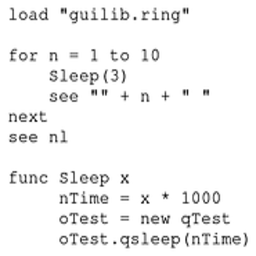 load "guilib.ring"

for n = 1 to 10
    Sleep(3)
    see "" + n + " "
next
see nl

func Sleep x
     nTime = x * 1000
     oTest = new qTest
     oTest.qsleep(nTime)